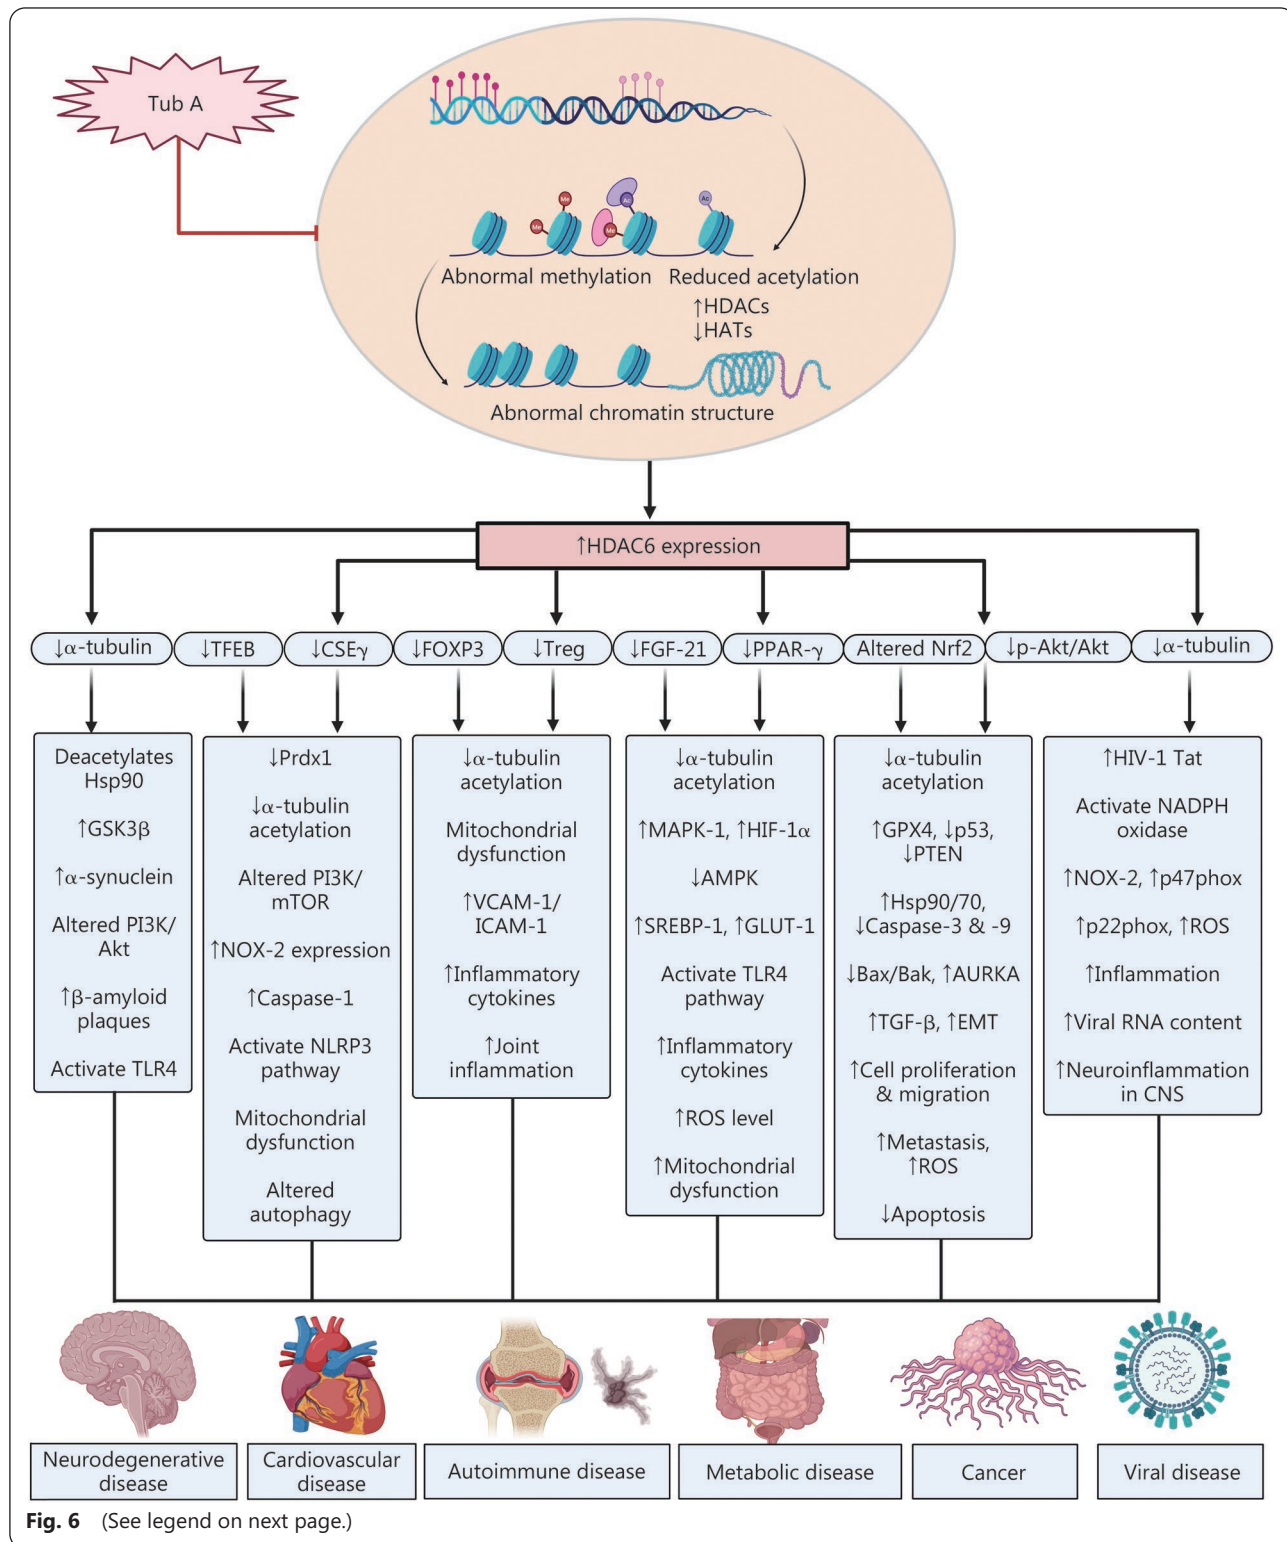 Tub A
Me
Me
Ac
Me
Ac
Abnormal methylation
Reduced acetylation
↑HDACs
↓HATs
Abnormal chromatin structure
↑HDAC6 expression
↓α-tubulin
↓TFEB
↓CSEγ
↓FOXP3
↓Treg
↓FGF-21
↓PPAR-γ
Altered Nrf2
↓p-Akt/Akt
↓α-tubulin
Deacetylates
Hsp90
↑GSK3β
↑α-synuclein
Altered PI3K/
Akt
↑β-amyloid
plaques
Activate TLR4
↓Prdx1
↓α-tubulin
acetylation
Altered PI3K/
mTOR
↑NOX-2 expression
↑Caspase-1
Activate NLRP3
pathway
Mitochondrial
dysfunction
Altered
autophagy
↓α-tubulin
acetylation
Mitochondrial
dysfunction
↑VCAM-1/
ICAM-1
↑Inflammatory
cytokines
↑Joint
inflammation
↓α-tubulin
acetylation
↑MAPK-1, ↑HIF-1α
↓AMPK
↑SREBP-1, ↑GLUT-1
Activate TLR4
pathway
↑Inflammatory
cytokines
↑ROS level
↑Mitochondrial
dysfunction
↓α-tubulin
acetylation
↑GPX4, ↓p53,
↓PTEN
↑Hsp90/70,
↓Caspase-3 & -9
↓Bax/Bak, ↑AURKA
↑TGF-β, ↑EMT
↑Cell proliferation
& migration
↑Metastasis,
↑ROS
↓Apoptosis
↑HIV-1 Tat
Activate NADPH
oxidase
↑NOX-2, ↑p47phox
↑p22phox, ↑ROS
↑Inflammation
↑Viral RNA content
↑Neuroinflammation
in CNS
Neurodegenerative
disease
Cardiovascular
disease
Autoimmune disease
Metabolic disease
Cancer
Viral disease
Fig. 6 (See legend on next page.)